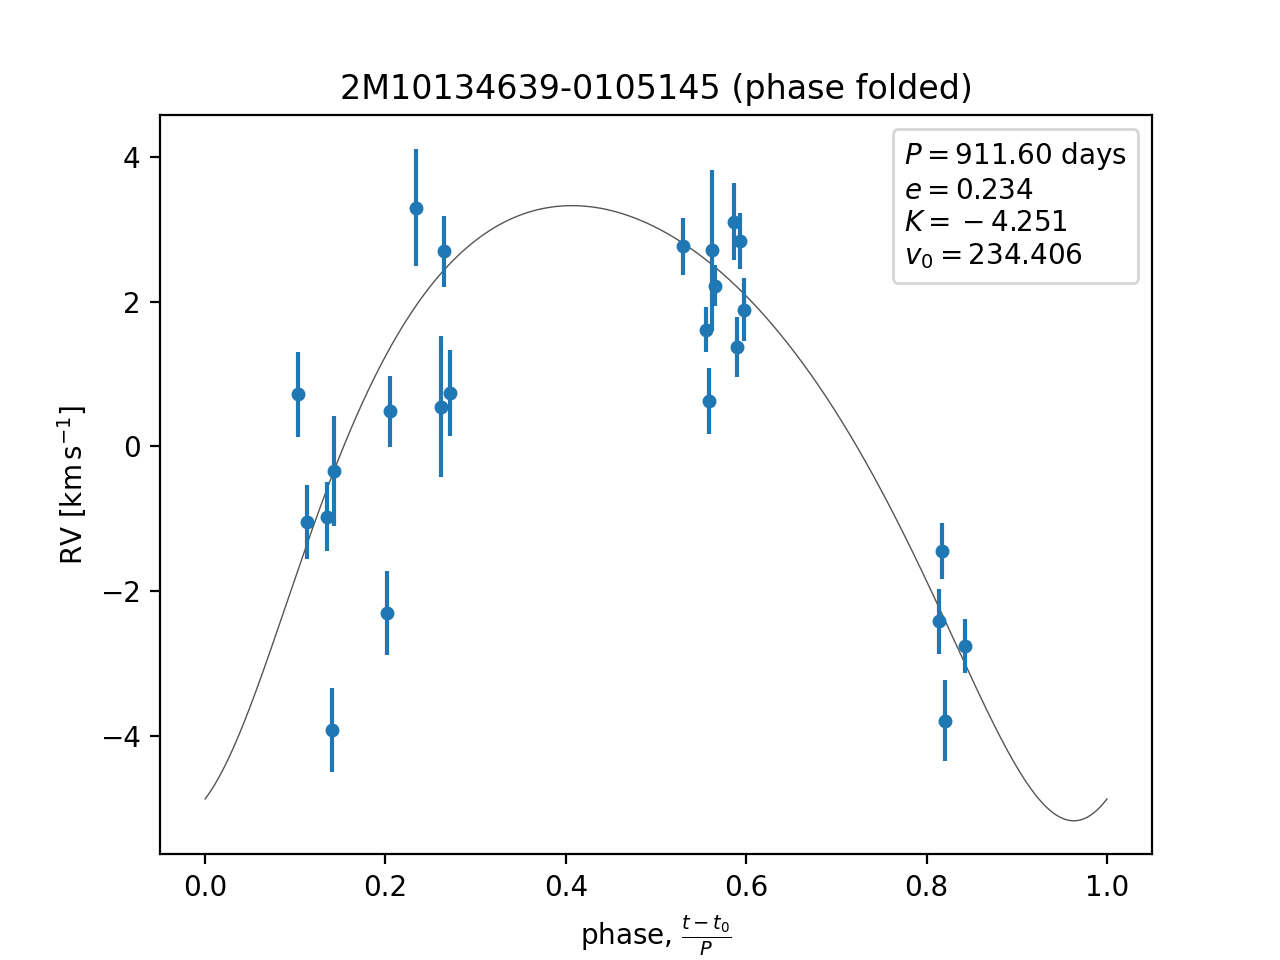 2M10134639-0105145 (phase folded)
P = 911.60 days
e = 0.234
K = −4.251
v₀ = 234.406
4
2
0
−2
−4
RV [km s⁻¹]
0.0 0.2 0.4 0.6 0.8 1.0
phase, (t − t₀)/P